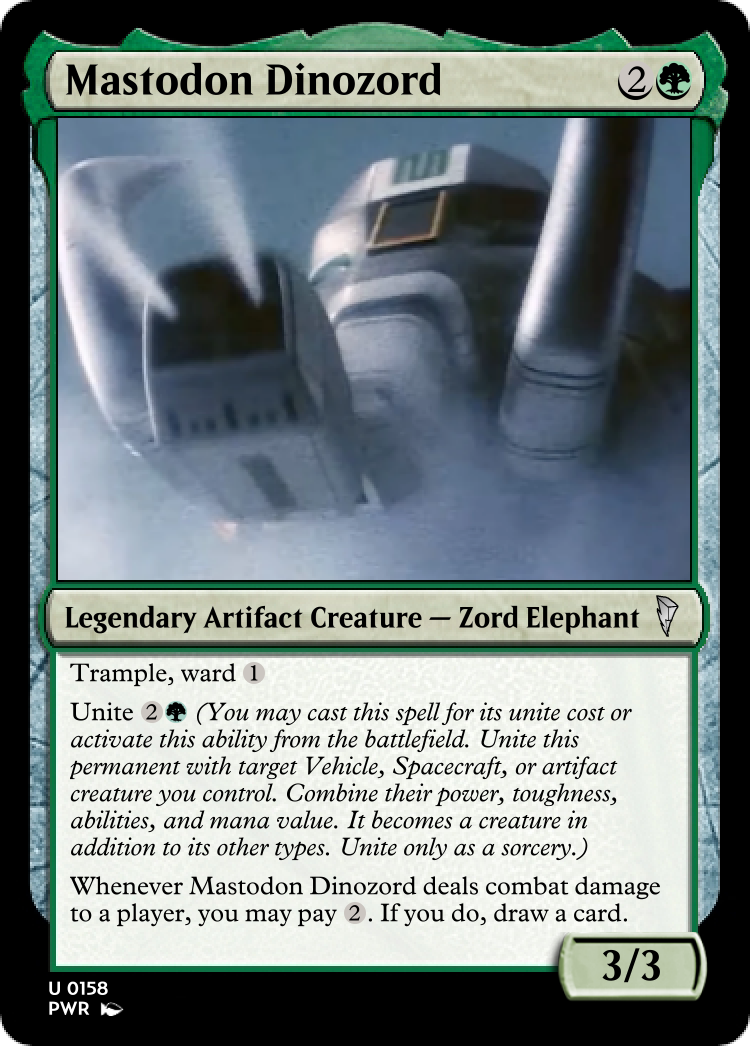 Mastodon Dinozord 2
Legendary Artifact Creature — Zord Elephant
Trample, ward 1
Unite 2 (You may cast this spell for its unite cost or
activate this ability from the battlefield. Unite this
permanent with target Vehicle, Spacecraft, or artifact
creature you control. Combine their power, toughness,
abilities, and mana value. It becomes a creature in
addition to its other types. Unite only as a sorcery.)
Whenever Mastodon Dinozord deals combat damage
to a player, you may pay 2. If you do, draw a card.
3/3
U 0158
PWR